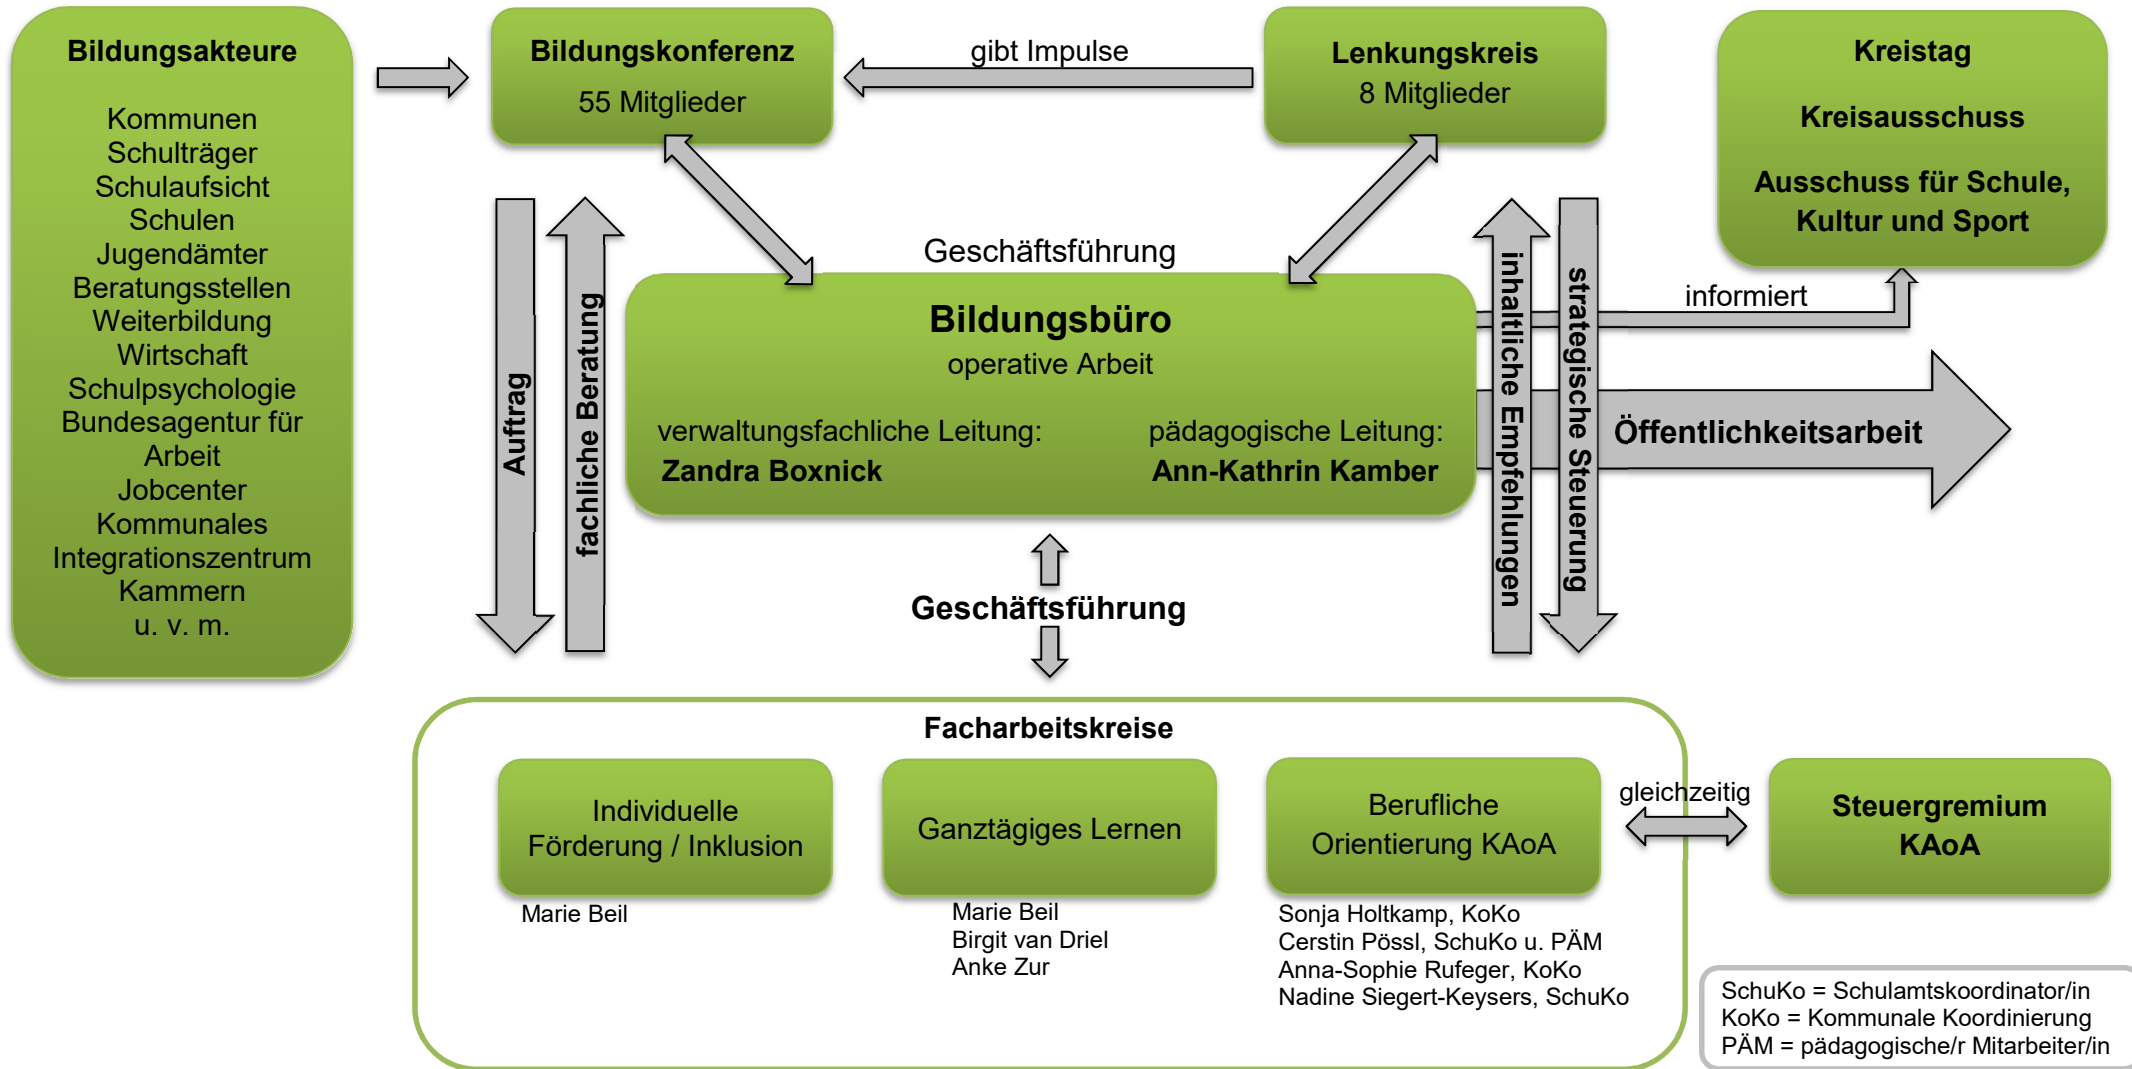 Bildungsakteure
Kommunen
Schulträger
Schulaufsicht
Schulen
Jugendämter
Beratungsstellen
Weiterbildung
Wirtschaft
Schulpsychologie
Bundesagentur für
Arbeit
Jobcenter
Kommunales
Integrationszentrum
Kammern
u. v. m.
Bildungskonferenz
55 Mitglieder
gibt Impulse
Lenkungskreis
8 Mitglieder
Kreistag
Kreisausschuss
Ausschuss für Schule,
Kultur und Sport
Auftrag
fachliche Beratung
Geschäftsführung
Bildungsbüro
operative Arbeit
verwaltungsfachliche Leitung:
Zandra Boxnick
pädagogische Leitung:
Ann-Kathrin Kamber
inhaltliche Empfehlungen
strategische Steuerung
informiert
Öffentlichkeitsarbeit
Geschäftsführung
Facharbeitskreise
Individuelle
Förderung / Inklusion
Marie Beil
Ganztägiges Lernen
Marie Beil
Birgit van Driel
Anke Zur
Berufliche
Orientierung KAoA
Sonja Holtkamp, KoKo
Cerstin Pössl, SchuKo u. PÄM
Anna-Sophie Rufeger, KoKo
Nadine Siegert-Keysers, SchuKo
gleichzeitig
Steuergremium
KAoA
SchuKo = Schulamtskoordinator/in
KoKo = Kommunale Koordinierung
PÄM = pädagogische/r Mitarbeiter/in